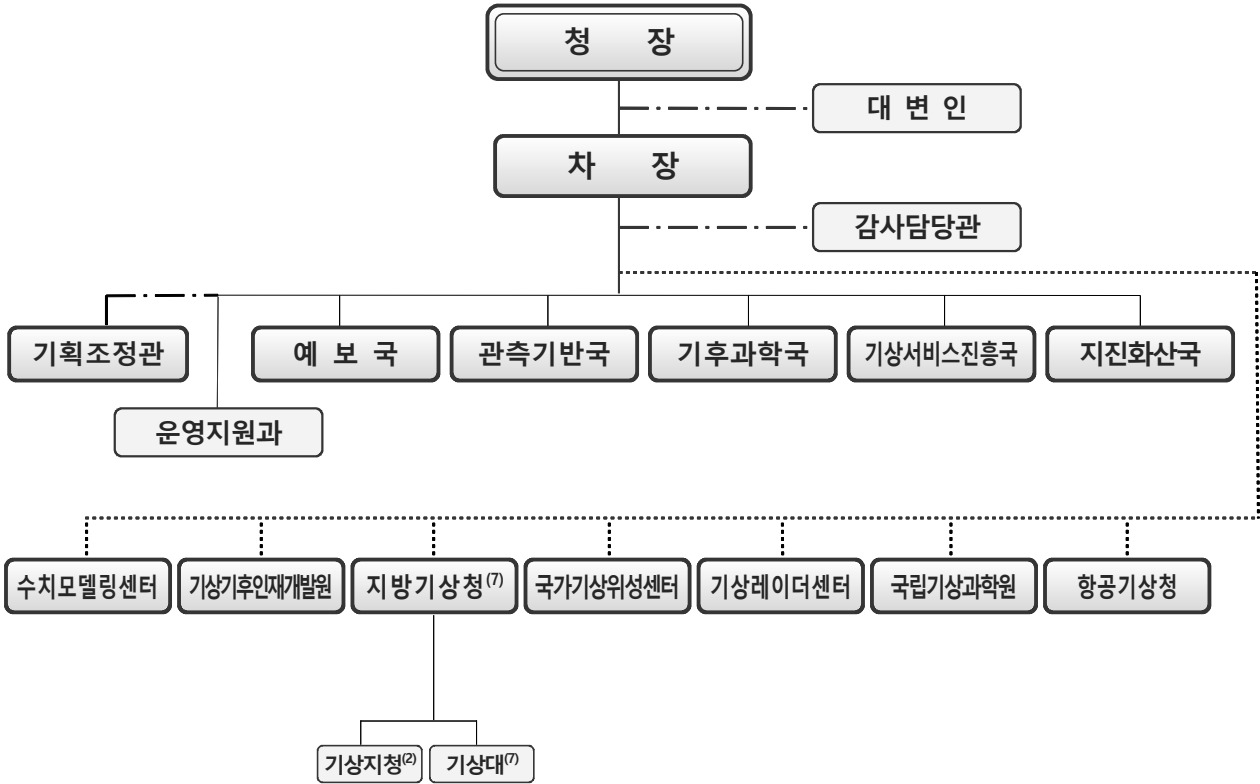 청 장
대 변 인
차 장
감사담당관
기획조정관
예 보 국
관측기반국
기후과학국
기상서비스진흥국
지진화산국
운영지원과
수치모델링센터
기상기후인재개발원
지방기상청(7)
국가기상위성센터
기상레이더센터
국립기상과학원
항공기상청
기상지청(2)
기상대(7)